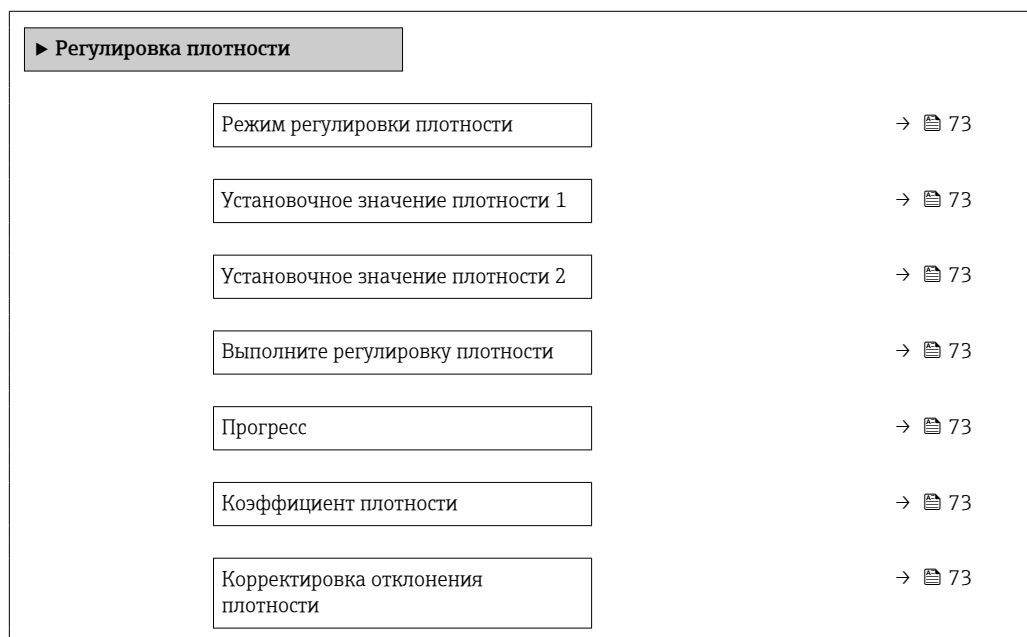 ▶ Регулировка плотности
Режим регулировки плотности → 73
Установочное значение плотности 1 → 73
Установочное значение плотности 2 → 73
Выполните регулировку плотности → 73
Прогресс → 73
Коэффициент плотности → 73
Корректировка отклонения → 73
плотности